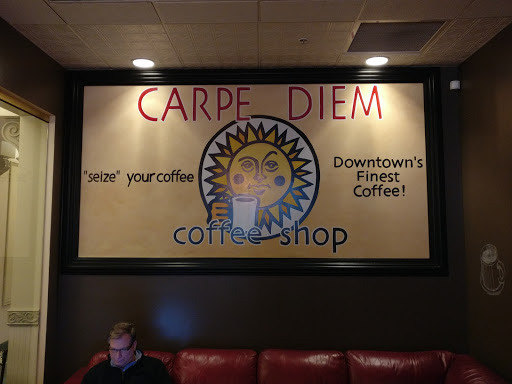 CARPE DIEM
"seize" your coffee
Downtown's
Finest
Coffee!
coffee shop